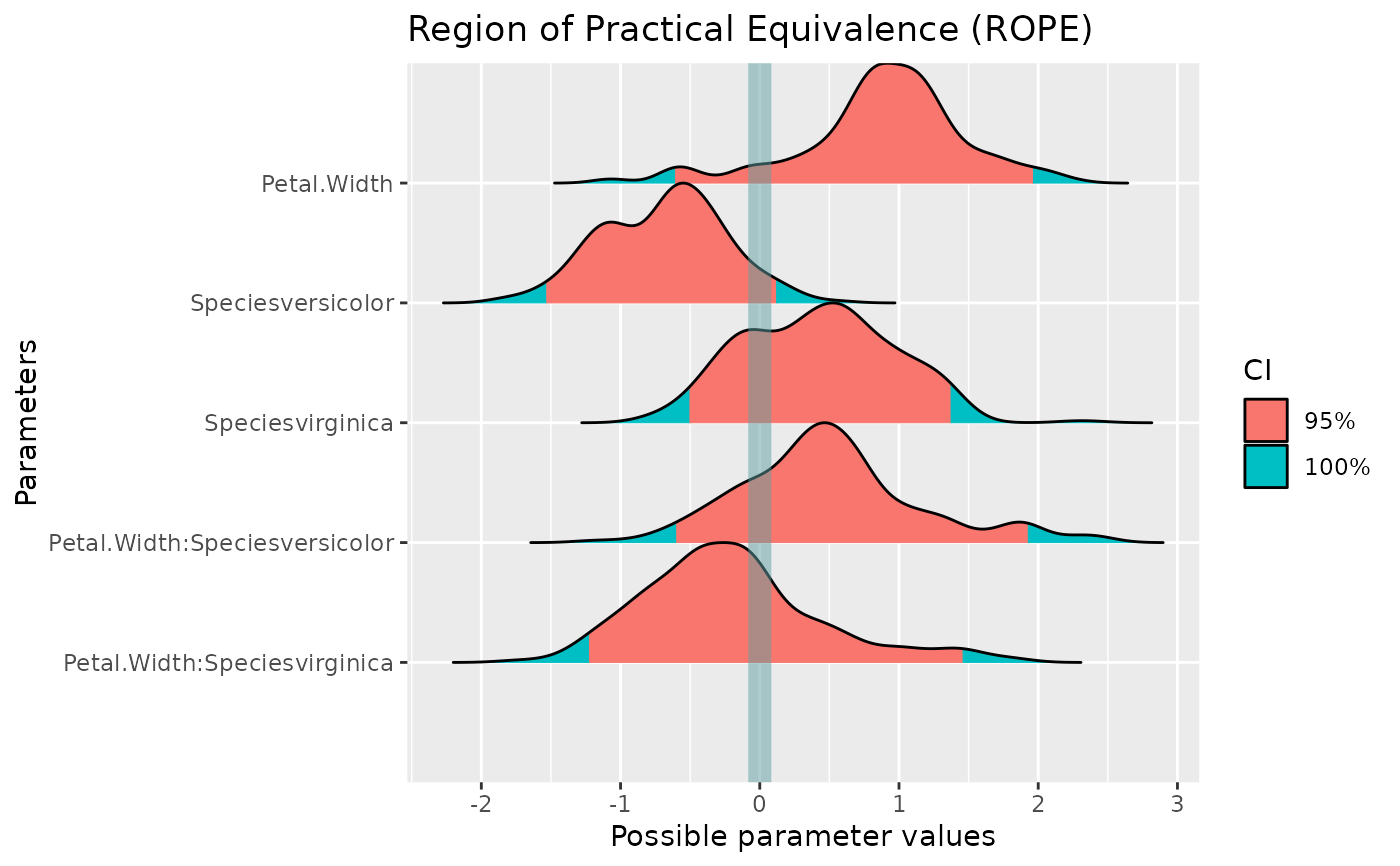 Region of Practical Equivalence (ROPE)
Parameters
Petal.Width
Speciesversicolor
Speciesvirginica
Petal.Width:Speciesversicolor
Petal.Width:Speciesvirginica
-2 -1 0 1 2 3
Possible parameter values
CI
95%
100%